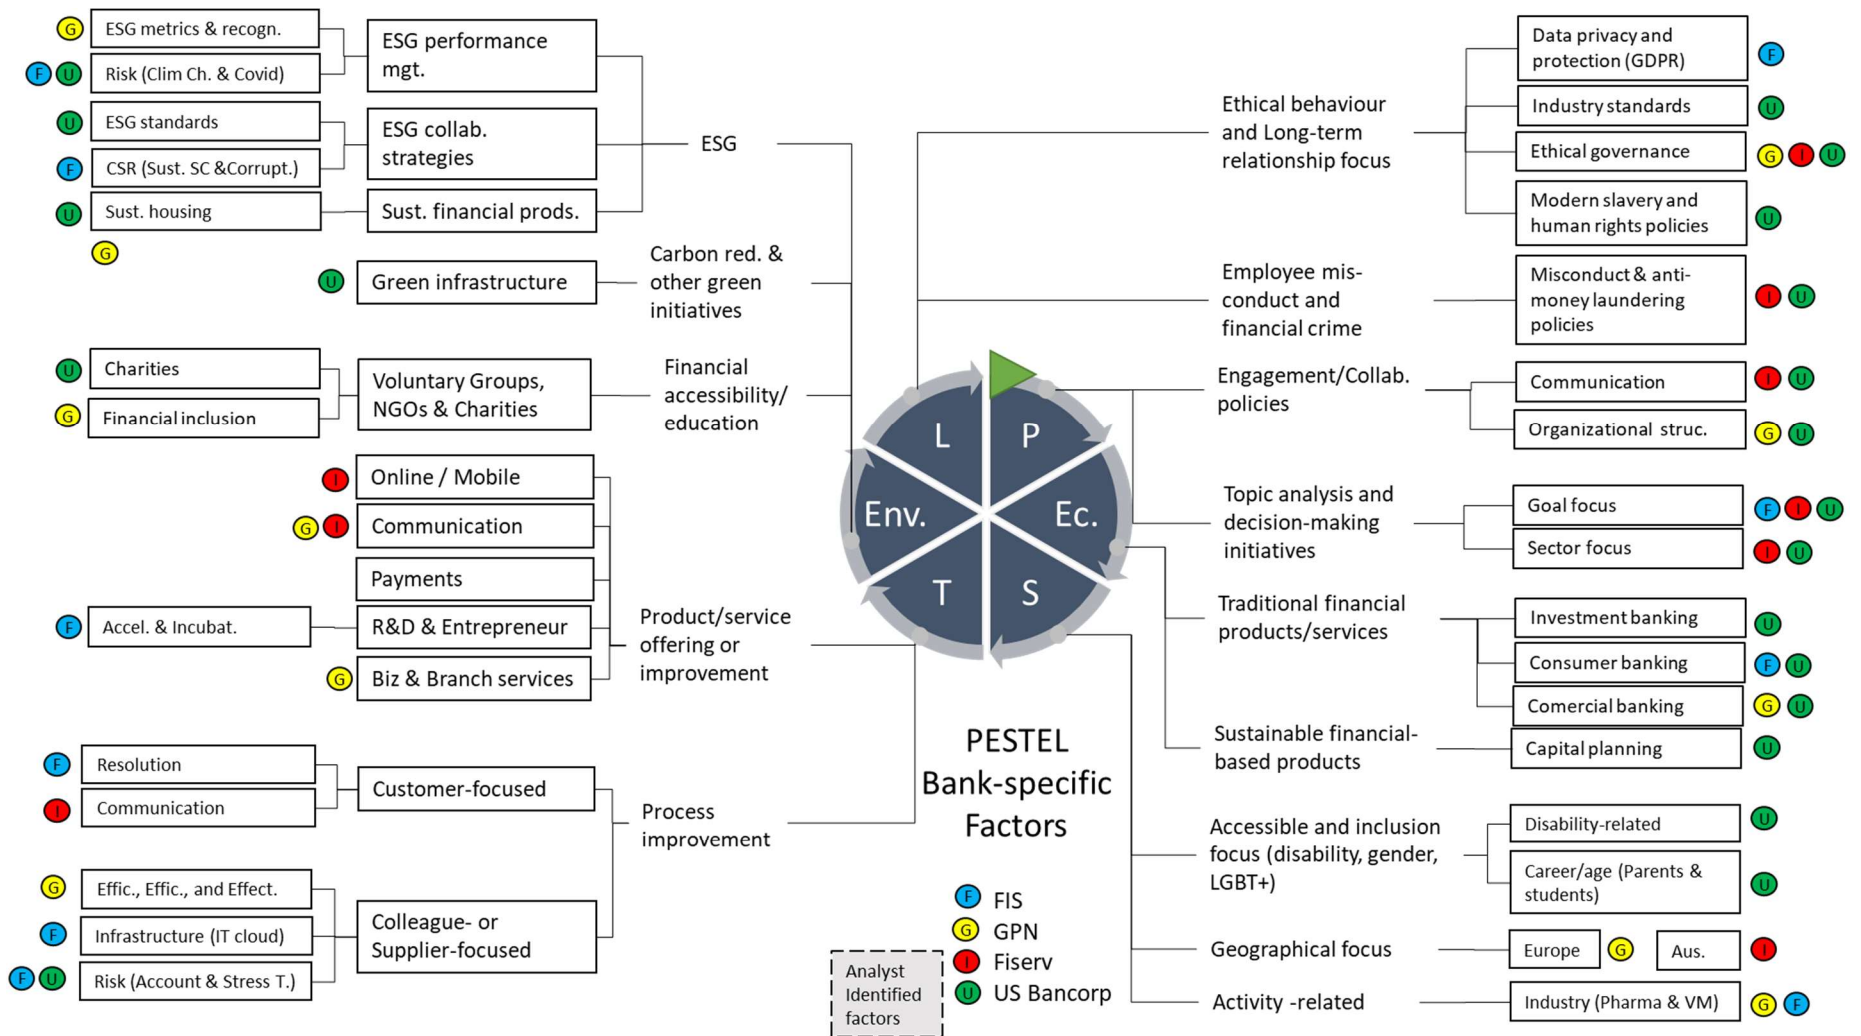 G
ESG metrics & recogn.
F
U
Risk (Clim Ch. & Covid)
ESG performance
mgt.
U
ESG standards
F
CSR (Sust. SC &Corrupt.)
ESG collab.
strategies
U
Sust. housing
Sust. financial prods.
ESG
G
U
Green infrastructure
Carbon red. &
other green
initiatives
U
Charities
G
Financial inclusion
Voluntary Groups,
NGOs & Charities
Financial
accessibility/
education
I
Online / Mobile
G
I
Communication
Payments
F
Accel. & Incubat.
R&D & Entrepreneur
G
Biz & Branch services
Product/service
offering or
improvement
F
Resolution
I
Communication
Customer-focused
Process
improvement
G
Effic., Effic., and Effect.
F
Infrastructure (IT cloud)
F
U
Risk (Account & Stress T.)
Colleague- or
Supplier-focused
L
P
Env.
Ec.
T
S
PESTEL
Bank-specific
Factors
F
FIS
G
GPN
I
Fiserv
U
US Bancorp
Analyst
Identified
factors
Ethical behaviour
and Long-term
relationship focus
Data privacy and
protection (GDPR)
F
Industry standards
U
Ethical governance
G
I
U
Modern slavery and
human rights policies
U
Employee mis-
conduct and
financial crime
Misconduct & anti-
money laundering
policies
I
U
Engagement/Collab.
policies
Communication
I
U
Organizational struc.
G
U
Topic analysis and
decision-making
initiatives
Goal focus
F
I
U
Sector focus
I
U
Traditional financial
products/services
Investment banking
U
Consumer banking
F
U
Comercial banking
G
U
Sustainable financial-
based products
Capital planning
U
Accessible and inclusion
focus (disability, gender,
LGBT+)
Disability-related
U
Career/age (Parents &
students)
U
Geographical focus
Europe
G
Aus.
I
Activity -related
Industry (Pharma & VM)
G
F